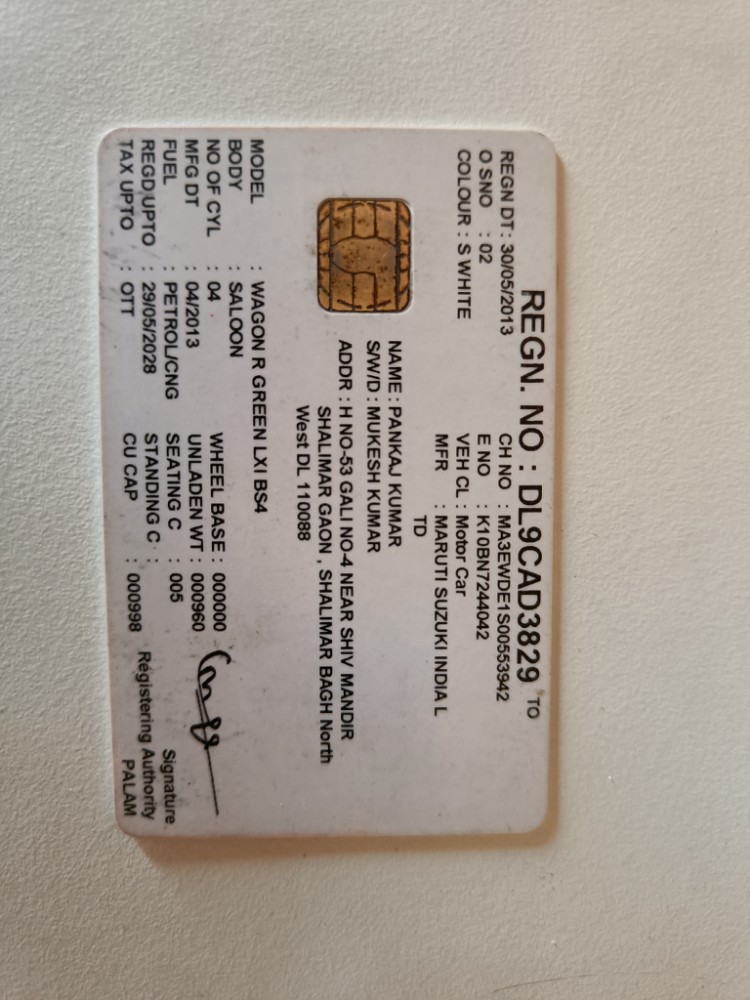 REGN. NO : DL9CAD3829 TO
REGN DT : 30/05/2013 CH NO : MA3EWDE1S00553942
O SNO : 02 E NO : K10BN7244042
COLOUR : S WHITE VEH CL : Motor Car
MFR : MARUTI SUZUKI INDIA L
TD
NAME : PANKAJ KUMAR
S/W/D : MUKESH KUMAR
ADDR : H NO-53 GALI NO-4 NEAR SHIV MANDIR
SHALIMAR GAON , SHALIMAR BAGH North
West DL 110088
MODEL : WAGON R GREEN LXI BS4
BODY : SALOON
NO OF CYL : 04 WHEEL BASE : 000000
MFG DT : 04/2013 UNLADEN WT : 000960
FUEL : PETROL/CNG SEATING C : 005
REGD UPTO : 29/05/2028 STANDING C :
TAX UPTO : OTT CU CAP : 000998
Signature
Registering Authority
PALAM